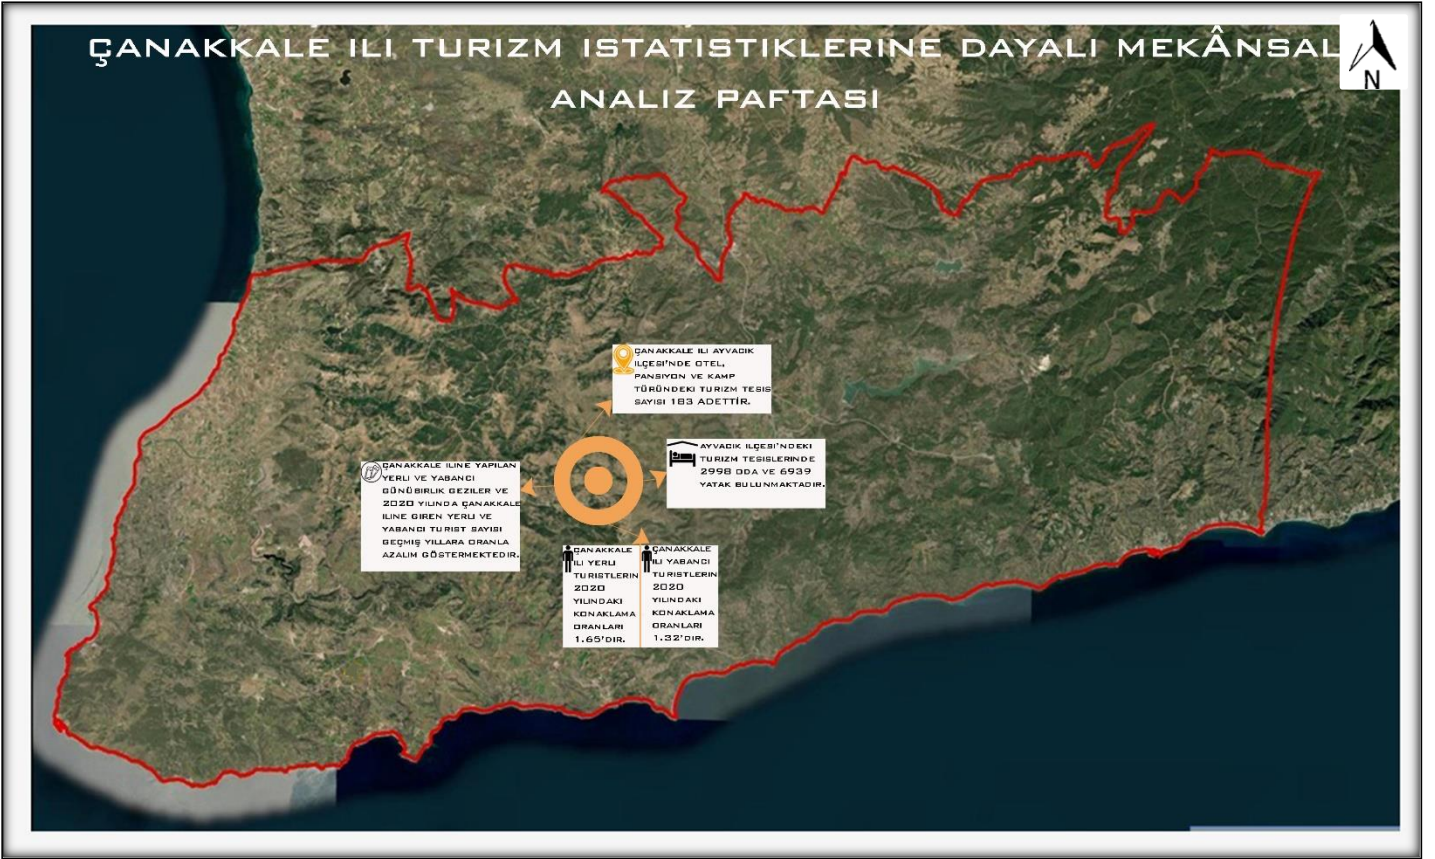 ÇANAKKALE ILI TURIZM ISTATISTIKLERINE DAYALI MEKÂNSAL
ANALIZ PAFTASI
N
ÇANAKKALE ILI AYVACIK
ILÇESI'NDE OTEL,
PANSIYON VE KAMP
TÜRÜNDEKI TURIZM TESIS
SAYISI 183 ADETTİR.
AYVACIK ILÇESI'NDEKI
TURIZM TESISLERINDE
2998 ODA VE 6939
YATAK BULUNMAKTADIR.
ÇANAKKALE ILINE YAPILAN
YERLI VE YABANCI
GÜNÜBIRLIK GEZILER VE
2020 YILINDA ÇANAKKALE
ILINE GIREN YERLI VE
YABANCI TURIST SAYISI
GEÇMIŞ YILLARA ORANLA
AZALIM GÖSTERMEKTEDIR.
ÇANAKKALE
ILI YERLI
TURISTLERIN
2020
YILINDAKI
KONAKLAMA
ORANLARI
1.65'DIR.
ÇANAKKALE
ILI YABANCI
TURISTLERIN
2020
YILINDAKI
KONAKLAMA
ORANLARI
1.32'DIR.